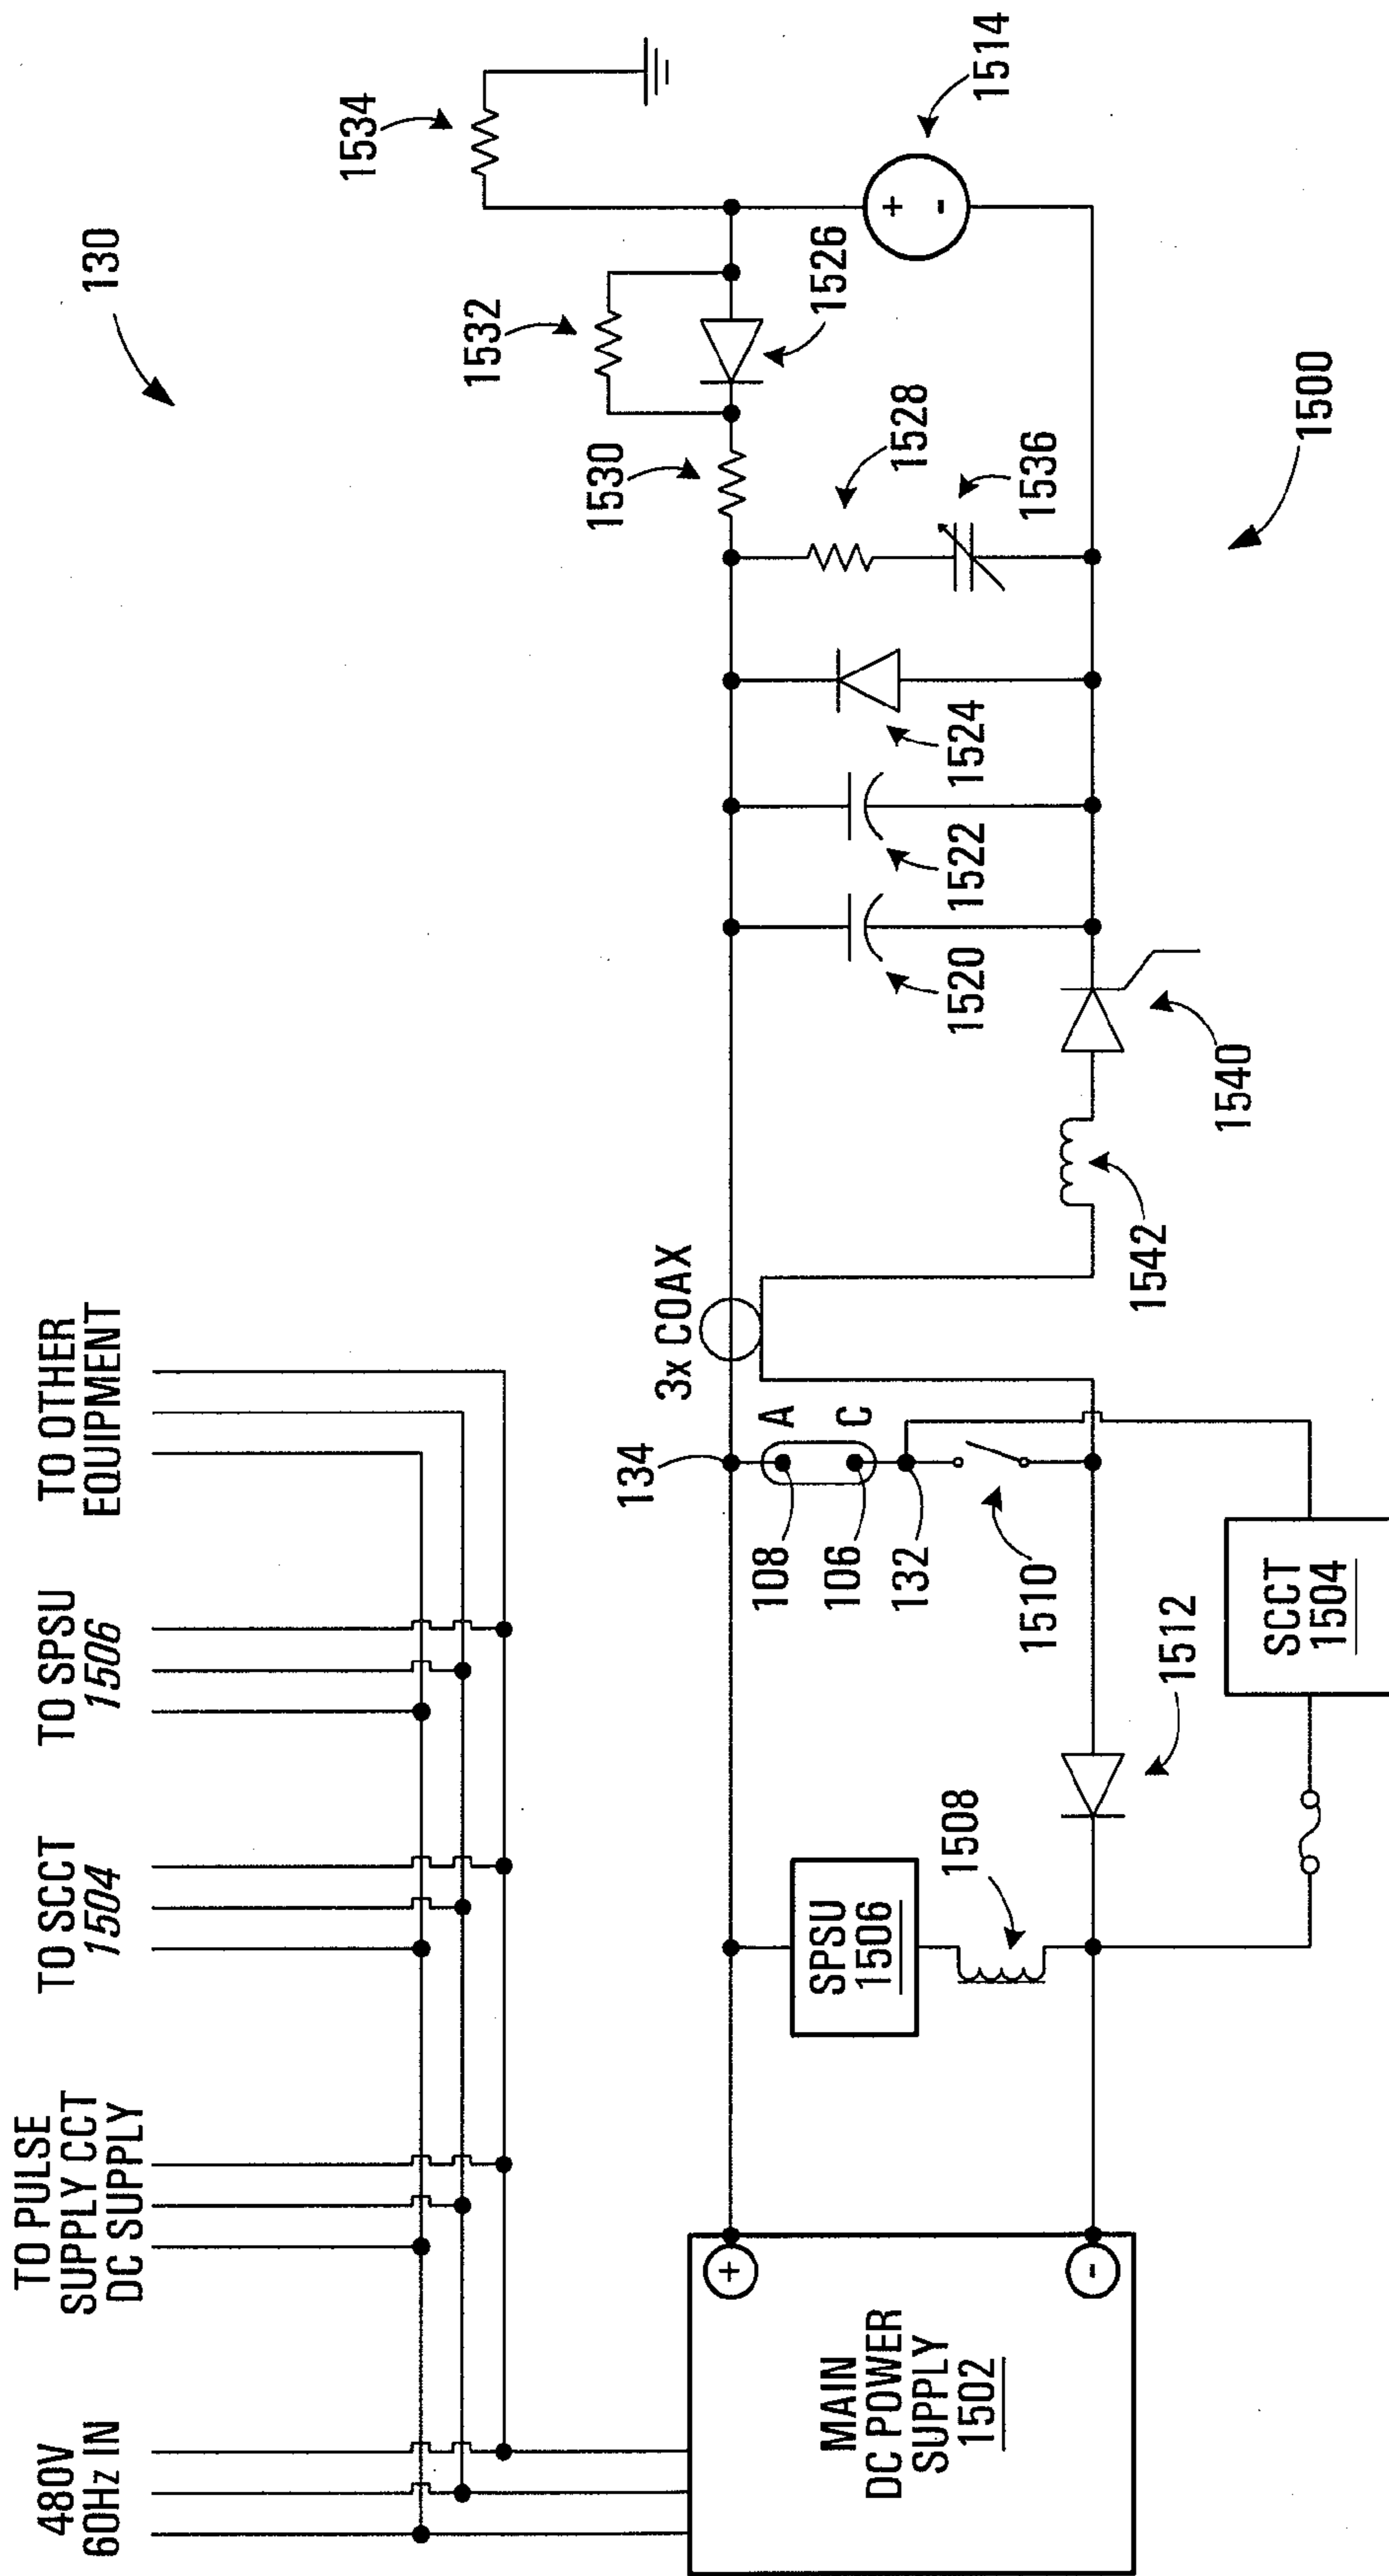 480V
60Hz IN
TO PULSE
SUPPLY CCT
DC SUPPLY
TO SCCT
1504
TO SPSU
1506
TO OTHER
EQUIPMENT
130
1534
1532
1530
1526
1514
1528
1536
1524
1522
1520
1500
1540
1542
3x COAX
134
A
C
108
106
132
1510
1512
SCCT
1504
SPSU
1506
1508
MAIN
DC POWER
SUPPLY
1502
+
-
+
-